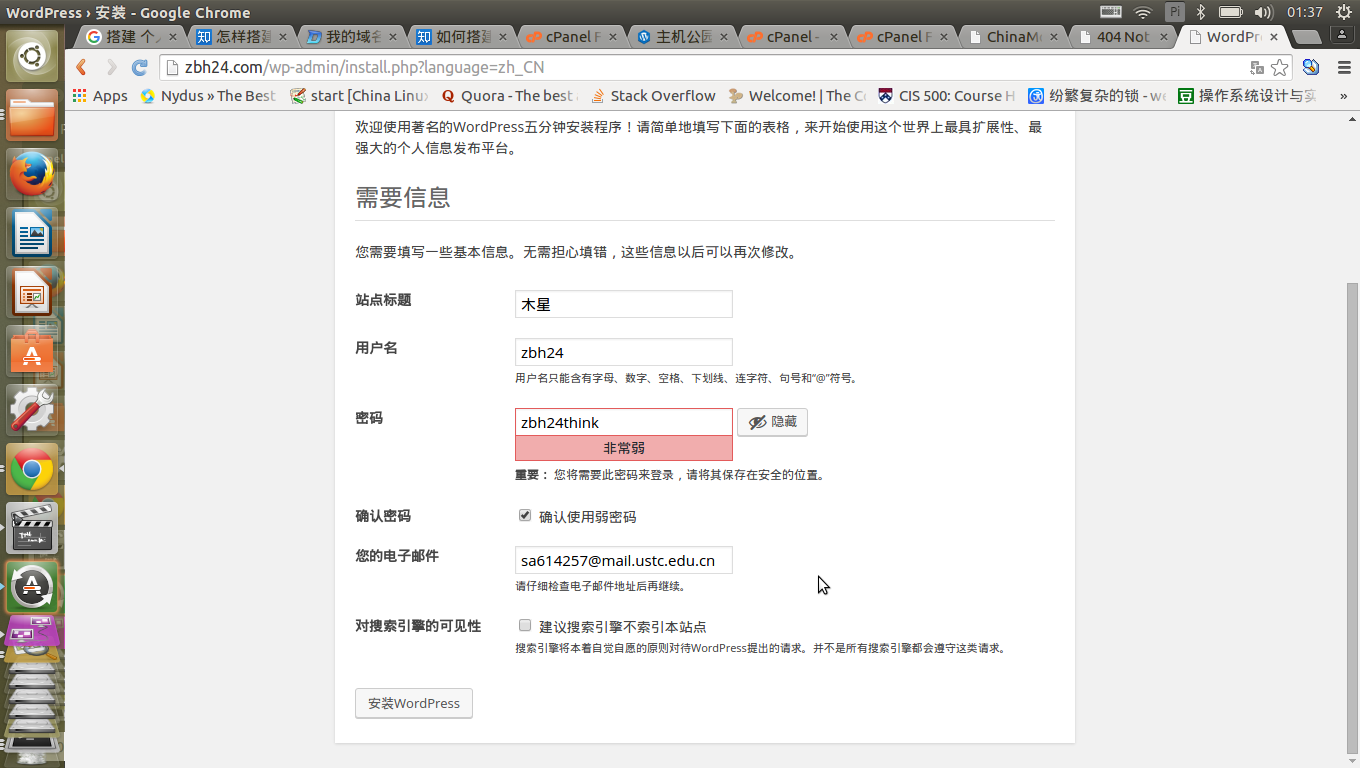 WordPress › 安装 - Google Chrome
Pi
01:37
搭建 个人
怎样搭建
我的域名
如何搭建
cPanel F
主机公园
cPanel -
cPanel F
ChinaM
404 Not
WordPr
zbh24.com/wp-admin/install.php?language=zh_CN
Apps
Nydus » The Best
start [China Linux
Quora - The best
Stack Overflow
Welcome! | The C
CIS 500: Course H
纷繁复杂的锁 - we
操作系统设计与实
»
欢迎使用著名的WordPress五分钟安装程序！请简单地填写下面的表格，来开始使用这个世界上最具扩展性、最
强大的个人信息发布平台。
需要信息
您需要填写一些基本信息。无需担心填错，这些信息以后可以再次修改。
站点标题
木星
用户名
zbh24
用户名只能含有字母、数字、空格、下划线、连字符、句号和“@”符号。
密码
zbh24think
隐藏
非常弱
重要： 您将需要此密码来登录，请将其保存在安全的位置。
确认密码
确认使用弱密码
您的电子邮件
sa614257@mail.ustc.edu.cn
请仔细检查电子邮件地址后再继续。
对搜索引擎的可见性
建议搜索引擎不索引本站点
搜索引擎将本着自觉自愿的原则对待WordPress提出的请求。并不是所有搜索引擎都会遵守这类请求。
安装WordPress